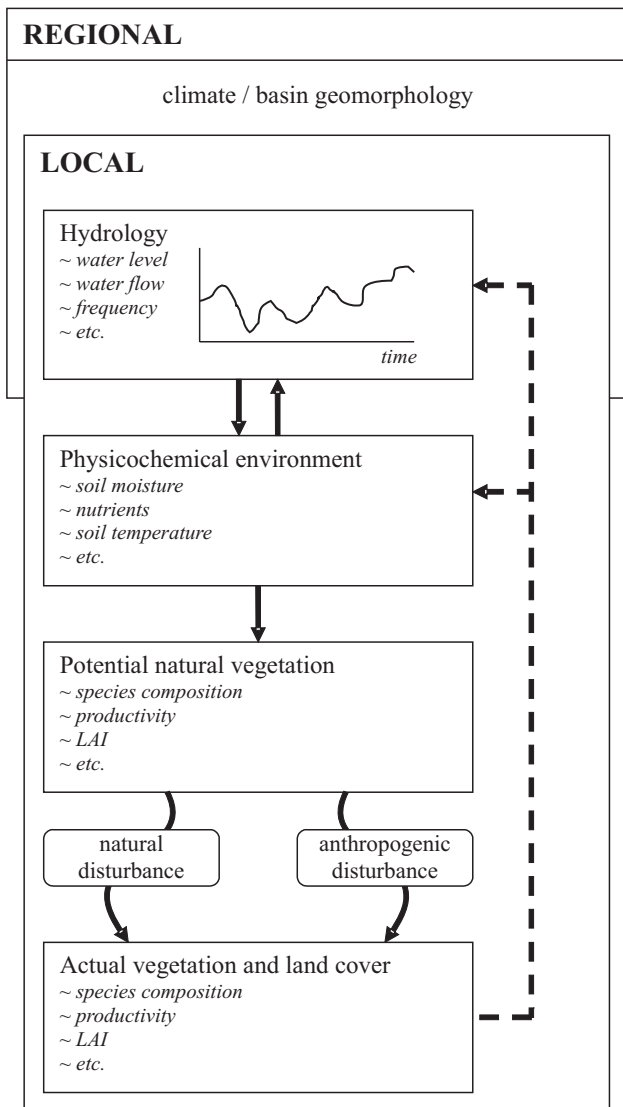 REGIONAL
climate / basin geomorphology
LOCAL
Hydrology
~ water level
~ water flow
~ frequency
~ etc.
time
Physicochemical environment
~ soil moisture
~ nutrients
~ soil temperature
~ etc.
Potential natural vegetation
~ species composition
~ productivity
~ LAI
~ etc.
natural
disturbance
anthropogenic
disturbance
Actual vegetation and land cover
~ species composition
~ productivity
~ LAI
~ etc.